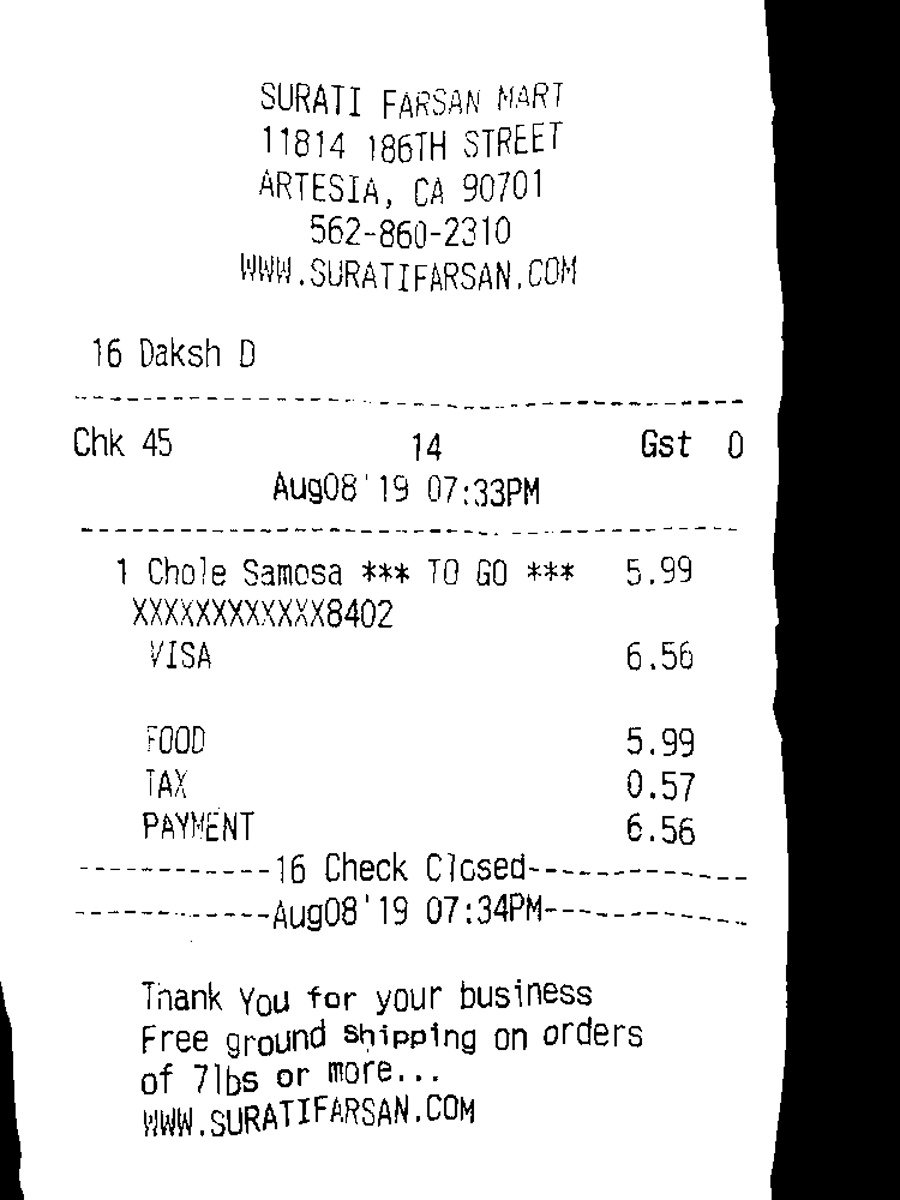 SURATI FARSAN MART
11814 186TH STREET
ARTESIA, CA 90701
562-860-2310
WWW.SURATIFARSAN.COM
16 Daksh D
Chk 45 14 Gst 0
Aug08'19 07:33PM
1 Chole Samosa *** TO GO *** 5.99
XXXXXXXXXXXX8402
VISA 6.56
FOOD 5.99
TAX 0.57
PAYMENT 6.56
------------16 Check Closed-------------
------------Aug08'19 07:34PM-------------
Thank You for your business
Free ground shipping on orders
of 7lbs or more...
WWW.SURATIFARSAN.COM